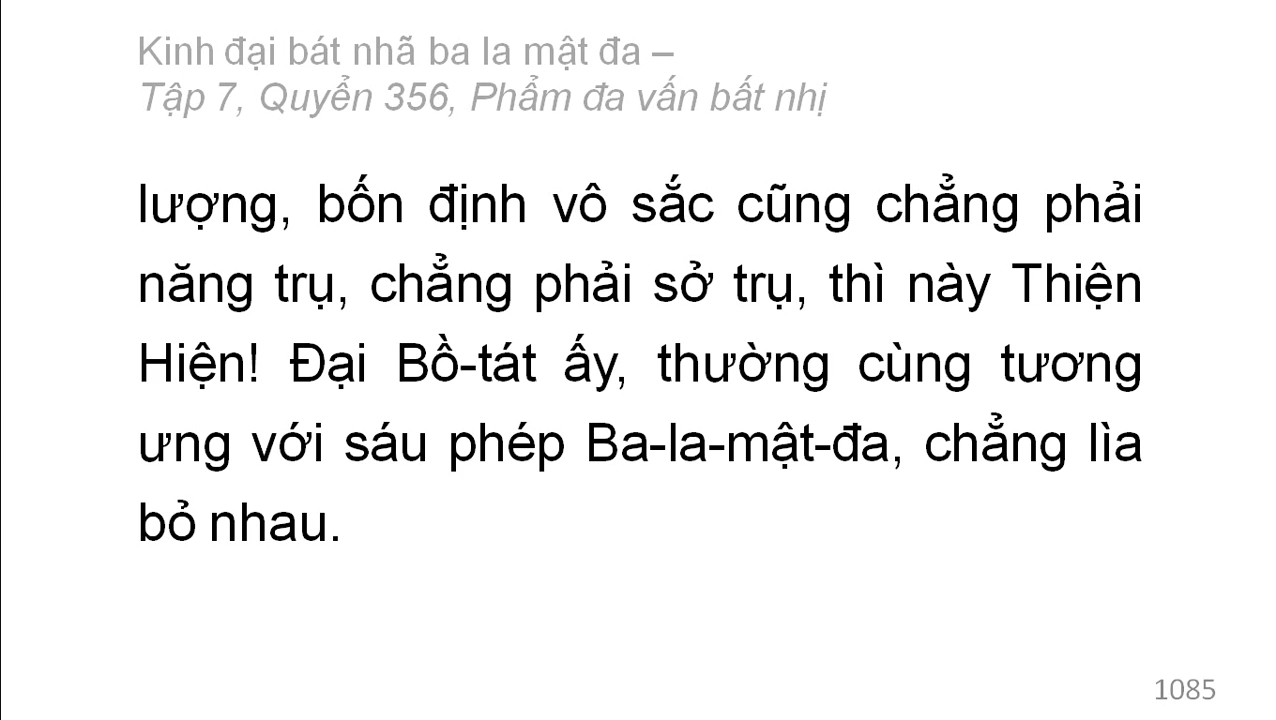 Kinh đại bát nhã ba la mật đa –
Tập 7, Quyển 356, Phẩm đa vấn bất nhị
lượng, bốn định vô sắc cũng chẳng phải
năng trụ, chẳng phải sở trụ, thì này Thiện
Hiện! Đại Bồ-tát ấy, thường cùng tương
ưng với sáu phép Ba-la-mật-đa, chẳng lìa
bỏ nhau.
1085